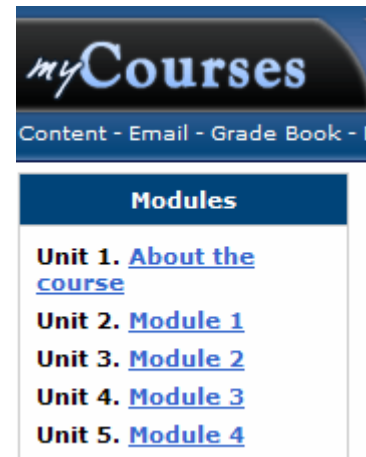 myCourses
Content - Email - Grade Book -
Modules
Unit 1. About the
course
Unit 2. Module 1
Unit 3. Module 2
Unit 4. Module 3
Unit 5. Module 4